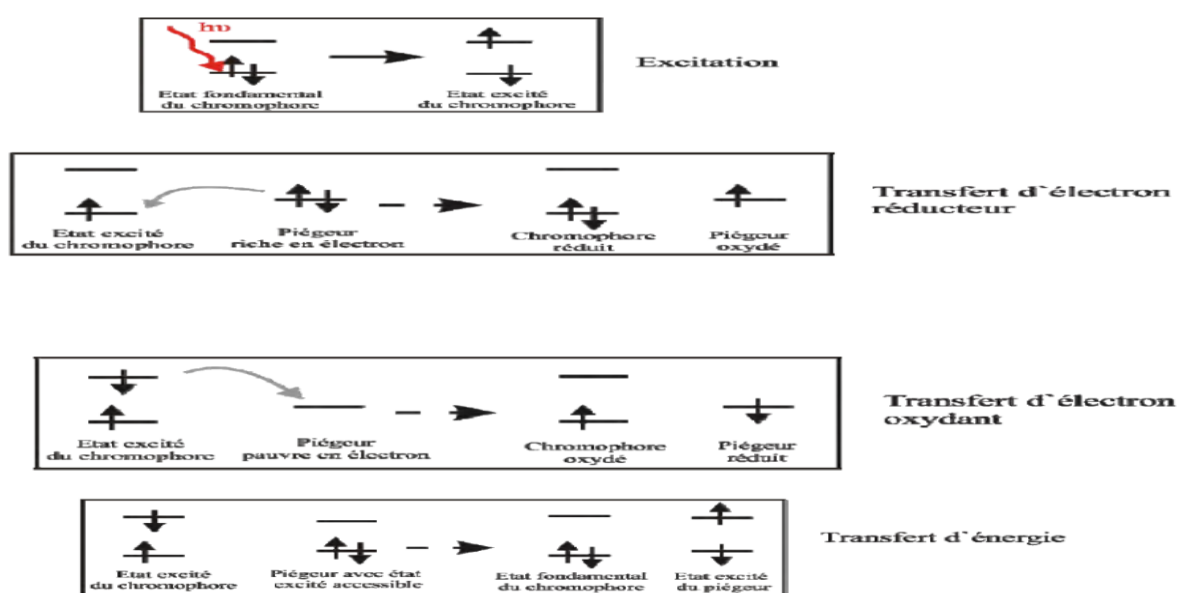 hυ
Etat fondamental
du chromophore
Etat excité
du chromophore
Excitation
Etat excité
du chromophore
Piégeur
riche en électron
Chromophore
réduit
Piégeur
oxydé
Transfert d`électron
réducteur
Etat excité
du chromophore
Piégeur
pauvre en électron
Chromophore
oxydé
Piégeur
réduit
Transfert d`électron
oxydant
Etat excité
du chromophore
Piégeur avec état
excité accessible
Etat fondamental
du chromophore
Etat excité
du piégeur
Transfert d`énergie